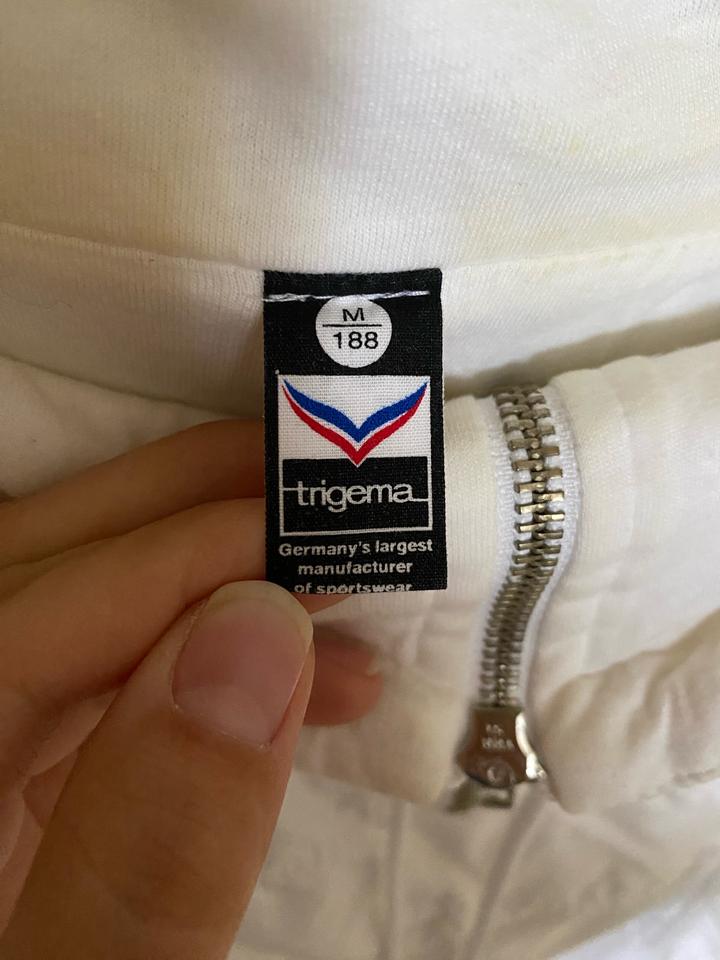 M
188
trigema
Germany's largest
manufacturer
of sportswear